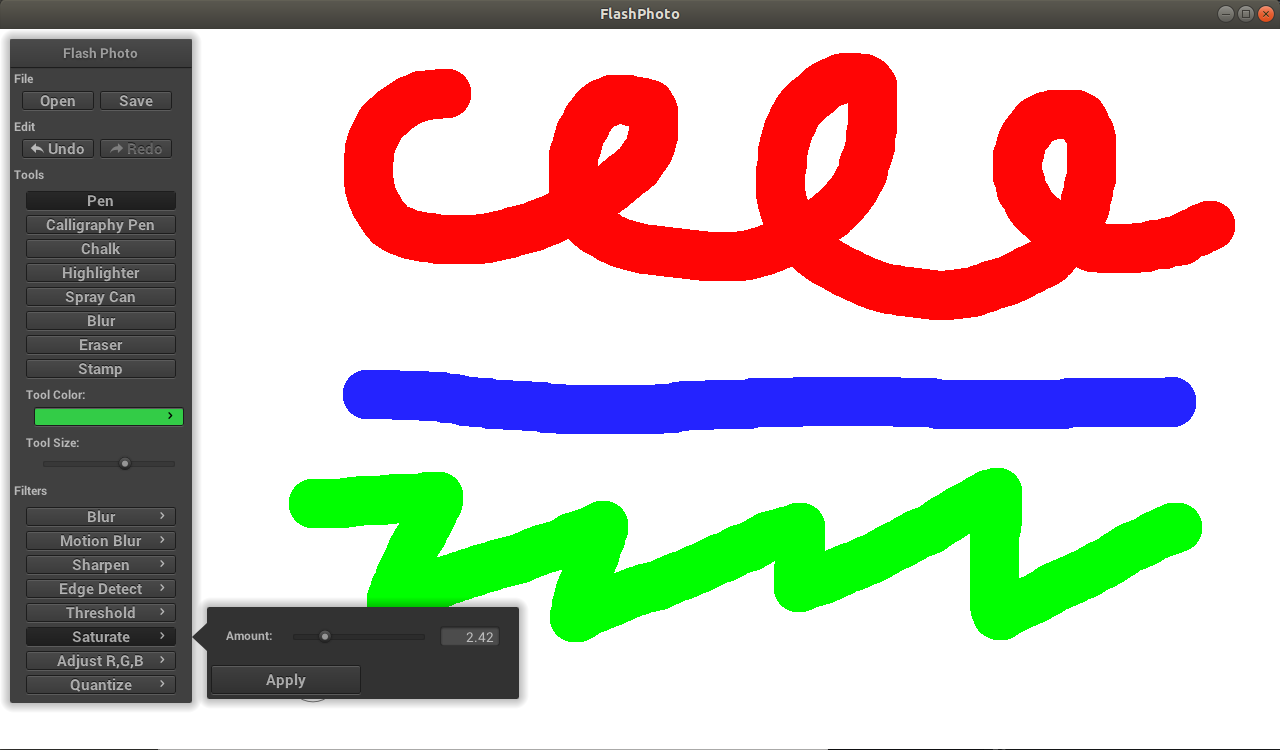 FlashPhoto
Flash Photo
File
Open Save
Edit
Undo Redo
Tools
Pen
Calligraphy Pen
Chalk
Highlighter
Spray Can
Blur
Eraser
Stamp
Tool Color:
Tool Size:
Filters
Blur
Motion Blur
Sharpen
Edge Detect
Threshold
Saturate
Amount: 2.42
Adjust R,G,B
Apply
Quantize